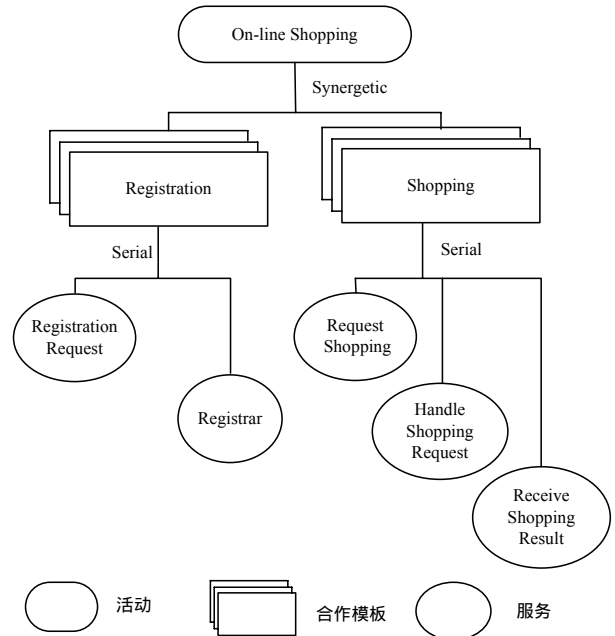 On-line Shopping
Synergetic
Registration
Shopping
Serial
Serial
Registration
Request
Request
Shopping
Registrar
Handle
Shopping
Request
Receive
Shopping
Result
活动
合作模板
服务